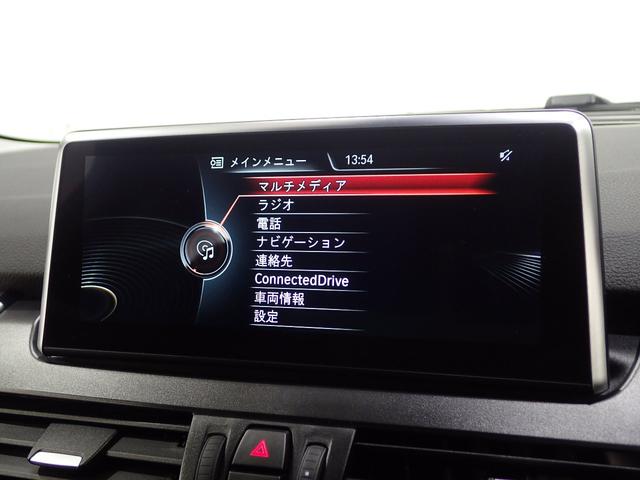 メインメニュー 13:54
マルチメディア
ラジオ
電話
ナビゲーション
連絡先
ConnectedDrive
車両情報
設定